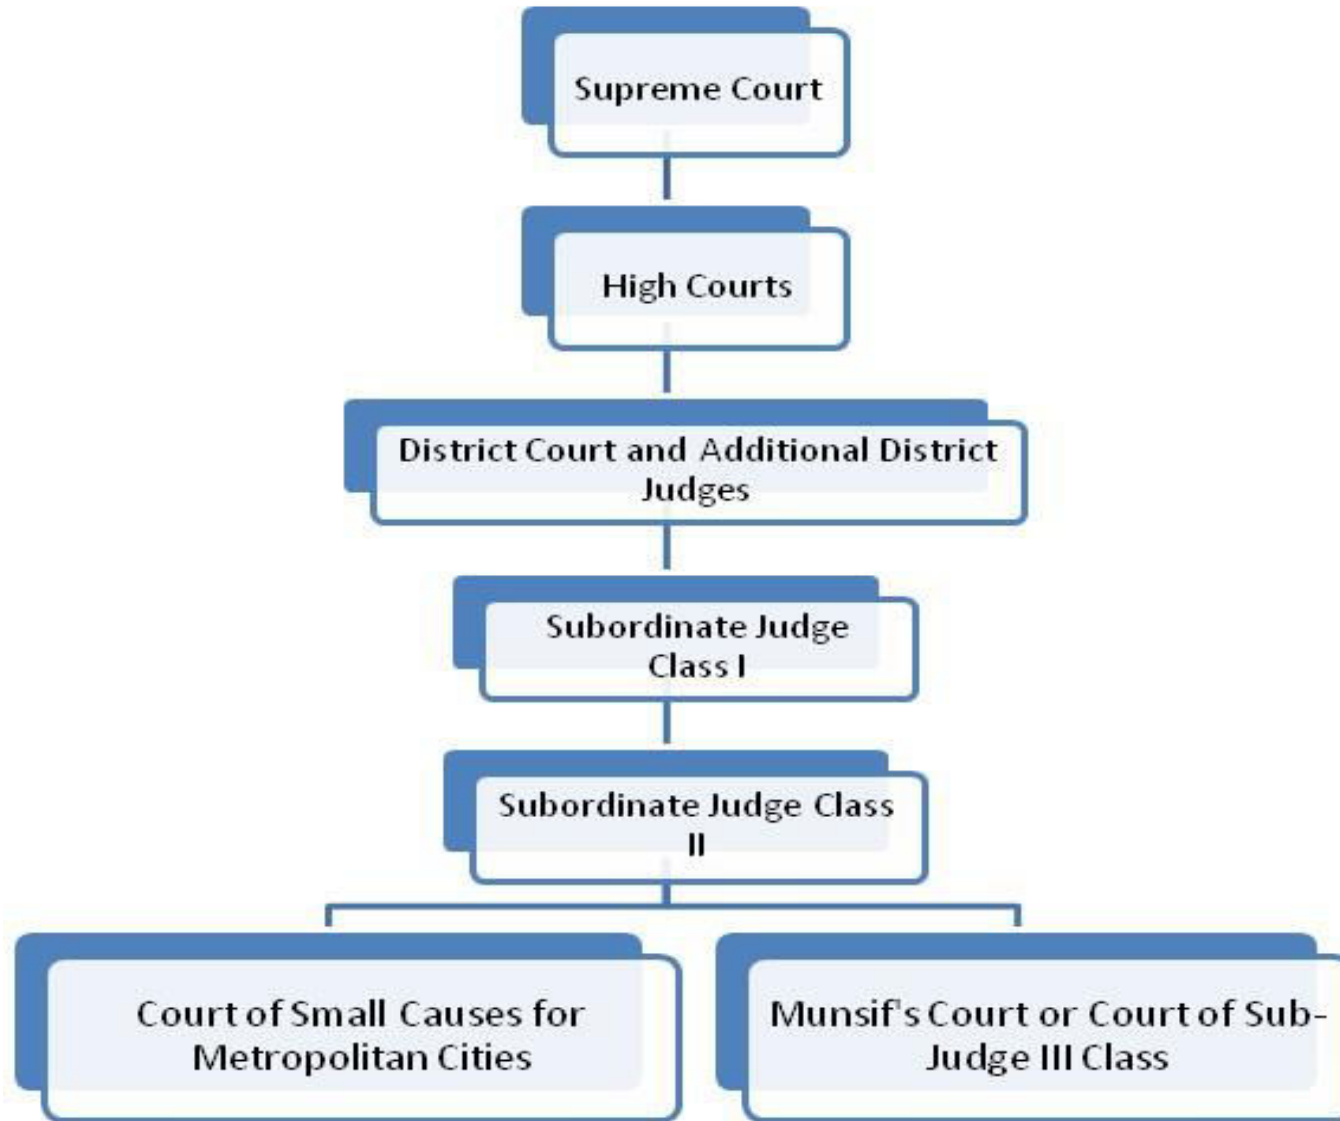 Supreme Court
High Courts
District Court and Additional District
Judges
Subordinate Judge
Class I
Subordinate Judge Class
II
Court of Small Causes for
Metropolitan Cities
Munsif's Court or Court of Sub-
Judge III Class